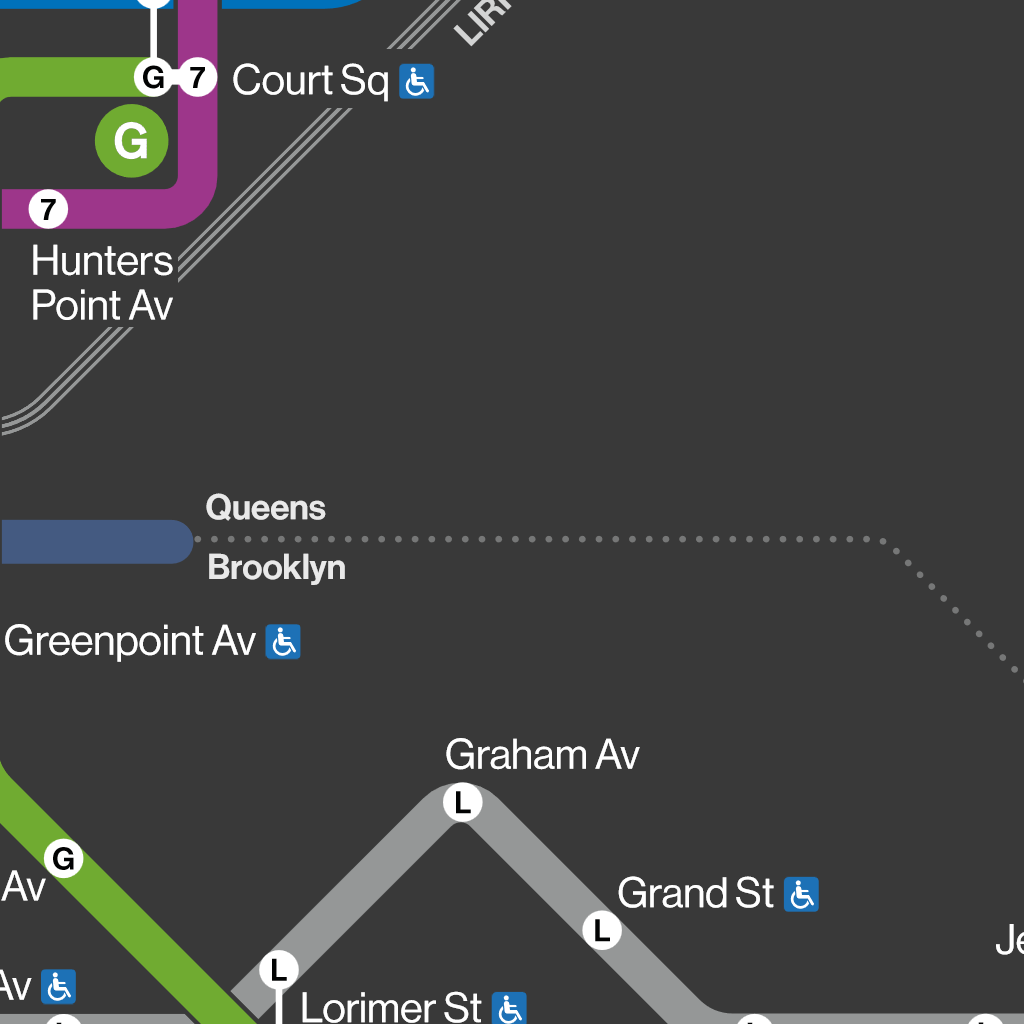 LIRR
G
7
Court Sq
G
7
Hunters
Point Av
Queens
Brooklyn
Greenpoint Av
Graham Av
L
G
Av
Grand St
L
L
Av
Lorimer St